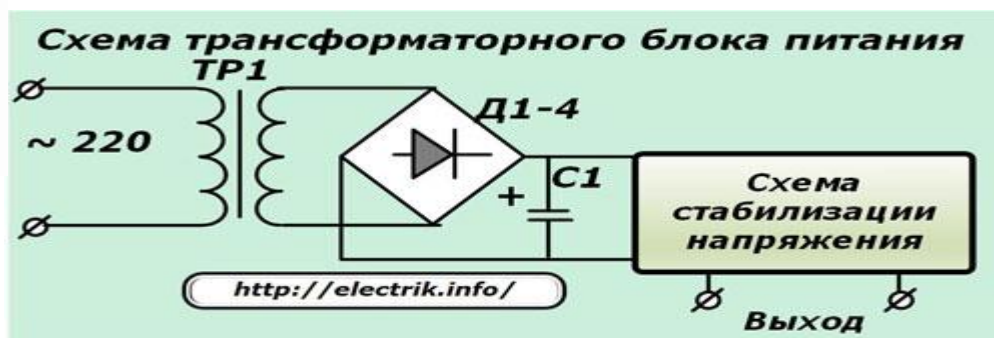 Схема трансформаторного блока питания
ТР1
Д1-4
~ 220
С1
+
Схема
стабилизации
напряжения
http://electrik.info/
Выход